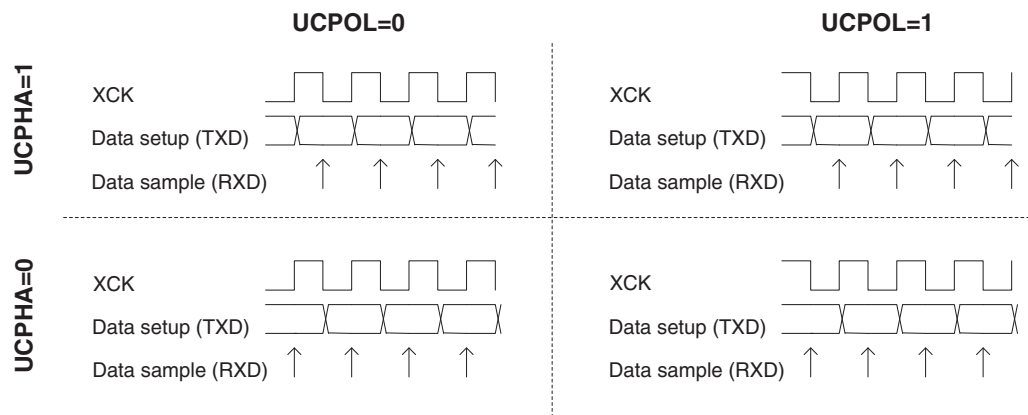 UCPOL=0
UCPOL=1
UCPHA=1
XCK
Data setup (TXD)
Data sample (RXD)
XCK
Data setup (TXD)
Data sample (RXD)
UCPHA=0
XCK
Data setup (TXD)
Data sample (RXD)
XCK
Data setup (TXD)
Data sample (RXD)